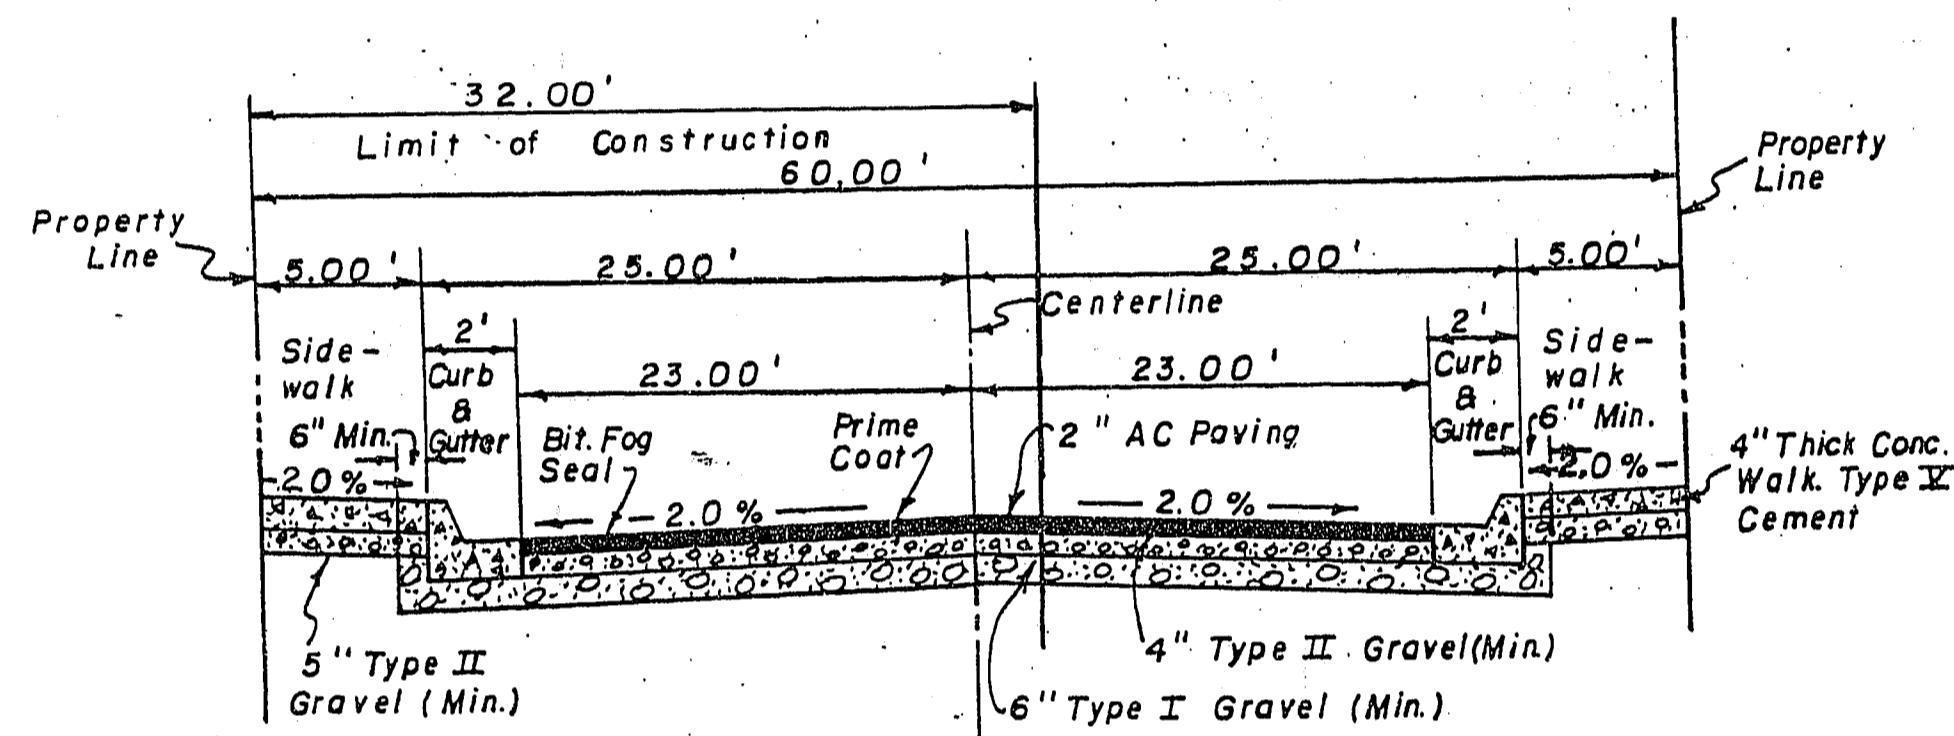 32.00'
Limit of Construction
60.00'
Property
Line
Property
Line
5.00'
25.00'
25.00'
5.00'
Centerline
2'
2'
Side-
walk
Curb
&
Gutter
23.00'
23.00'
Curb
&
Gutter
Side-
walk
6" Min.
6" Min.
Bit. Fog
Seal
Prime
Coat
2" AC Paving
4" Thick Conc.
Walk. Type V
Cement
2.0%
2.0%
2.0%
2.0%
5" Type II
Gravel (Min.)
4" Type II Gravel (Min.)
6" Type I Gravel (Min.)